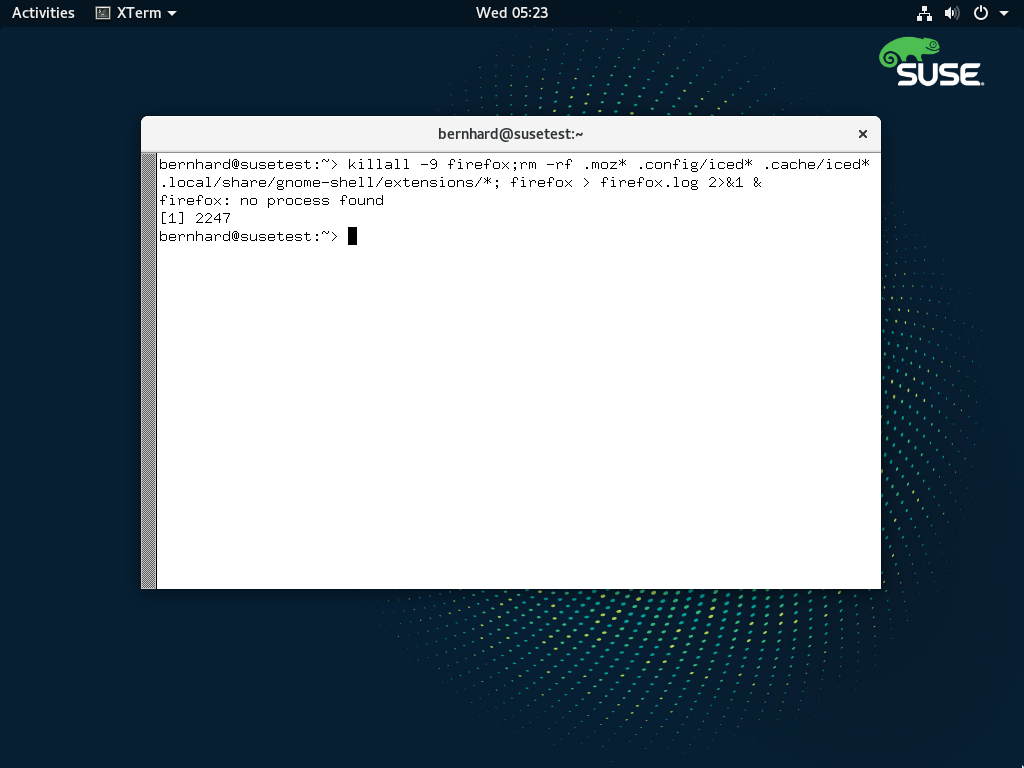 Activities XTerm Wed 05:23
SUSE
bernhard@susetest:~
bernhard@susetest:~> killall -9 firefox;rm -rf .moz* .config/iced* .cache/iced*
.local/share/gnome-shell/extensions/*; firefox > firefox.log 2>&1 &
firefox: no process found
[1] 2247
bernhard@susetest:~>